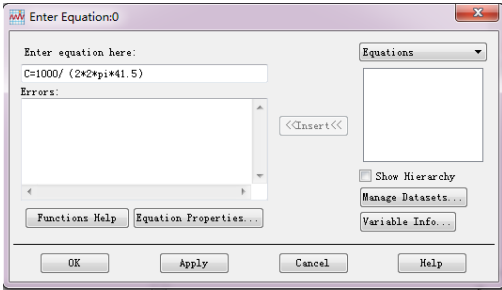 Enter Equation:0
Enter equation here:
C=1000/ (2*2*pi*41.5)
Errors:
Equations
<<Insert<<
Show Hierarchy
Manage Datasets...
Functions Help
Equation Properties...
Variable Info...
OK
Apply
Cancel
Help